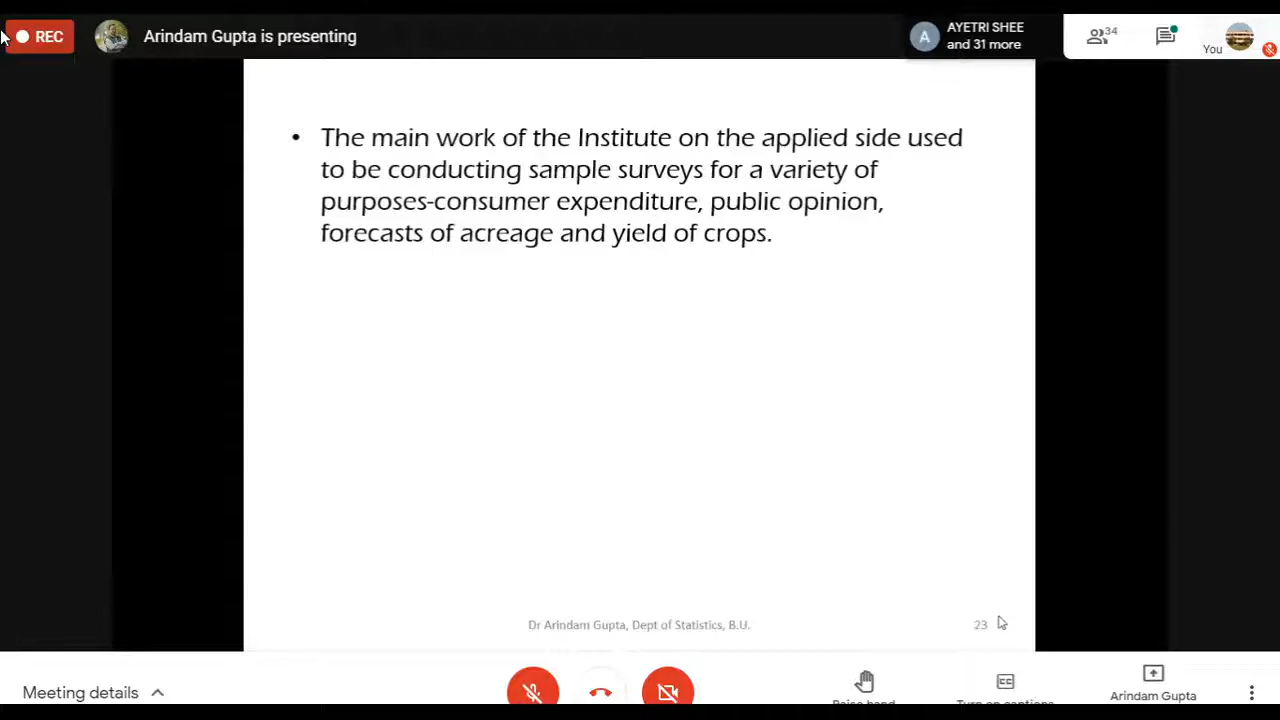 REC
Arindam Gupta is presenting
A
AYETRI SHEE
and 31 more
34
You
• The main work of the Institute on the applied side used
to be conducting sample surveys for a variety of
purposes-consumer expenditure, public opinion,
forecasts of acreage and yield of crops.
Dr Arindam Gupta, Dept of Statistics, B.U.
23
Meeting details
Raise hand
CC
Turn on captions
Arindam Gupta